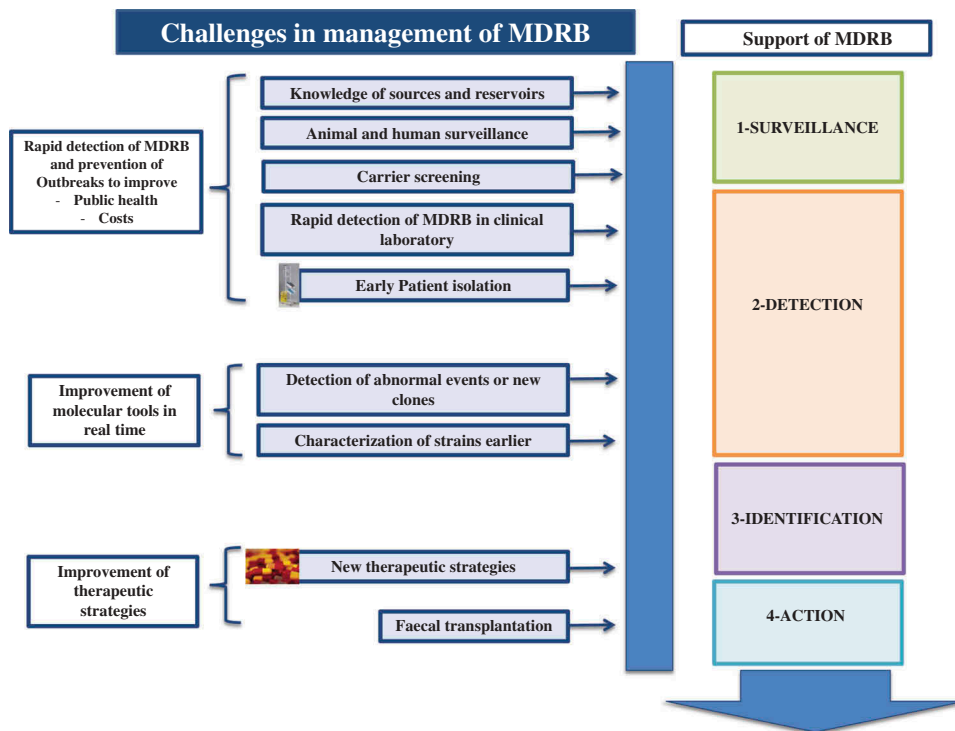 Challenges in management of MDRB
Support of MDRB
Rapid detection of MDRB
and prevention of
Outbreaks to improve
- Public health
- Costs
Knowledge of sources and reservoirs
Animal and human surveillance
Carrier screening
Rapid detection of MDRB in clinical
laboratory
Early Patient isolation
Improvement of
molecular tools in
real time
Detection of abnormal events or new
clones
Characterization of strains earlier
Improvement of
therapeutic
strategies
New therapeutic strategies
Faecal transplantation
1-SURVEILLANCE
2-DETECTION
3-IDENTIFICATION
4-ACTION